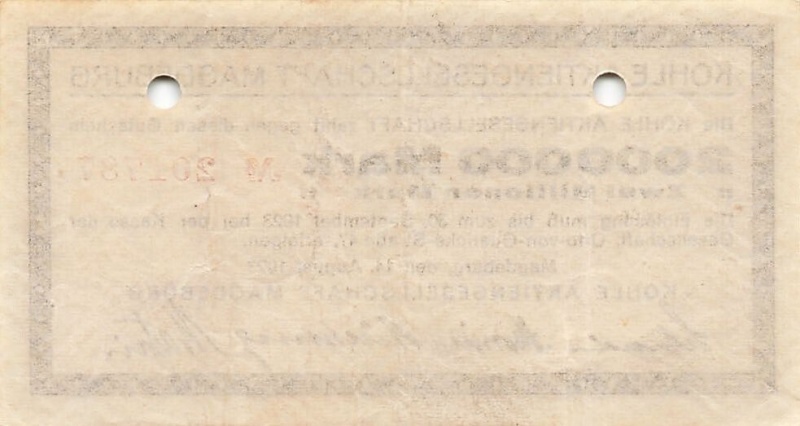 KOHLE AKTIENGESELLSCHAFT MAGDEBURG
Die KOHLE AKTIENGESELLSCHAFT zahlt gegen diesen Gutschein
2000000 Mark № 201787
Zwei Millionen Mark
Die Einlösung muß bis zum 30. September 1923 bei der Kasse der
Gesellschaft, Otto-von-Guericke-Straße 47, erfolgen.
Magdeburg, den 14. August 1923
KOHLE AKTIENGESELLSCHAFT MAGDEBURG